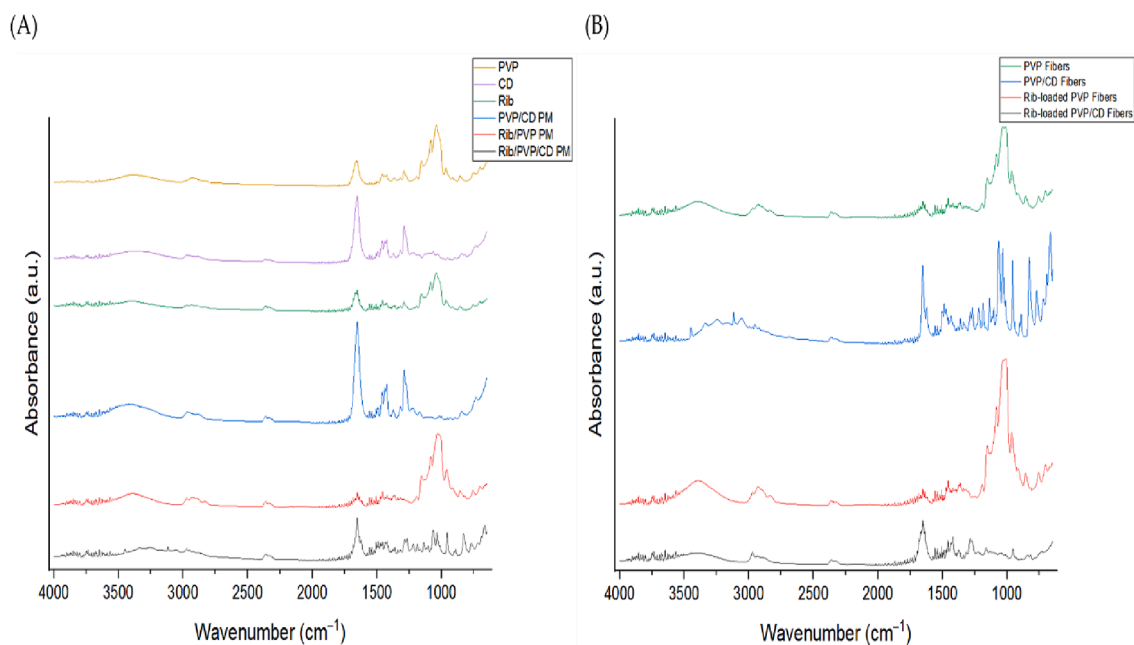 (A)
PVP
CD
Rib
PVP/CD PM
Rib/PVP PM
Rib/PVP/CD PM
Absorbance (a.u.)
4000 3500 3000 2500 2000 1500 1000
Wavenumber (cm⁻¹)
(B)
PVP Fibers
PVP/CD Fibers
Rib-loaded PVP Fibers
Rib-loaded PVP/CD Fibers
Absorbance (a.u.)
4000 3500 3000 2500 2000 1500 1000
Wavenumber (cm⁻¹)